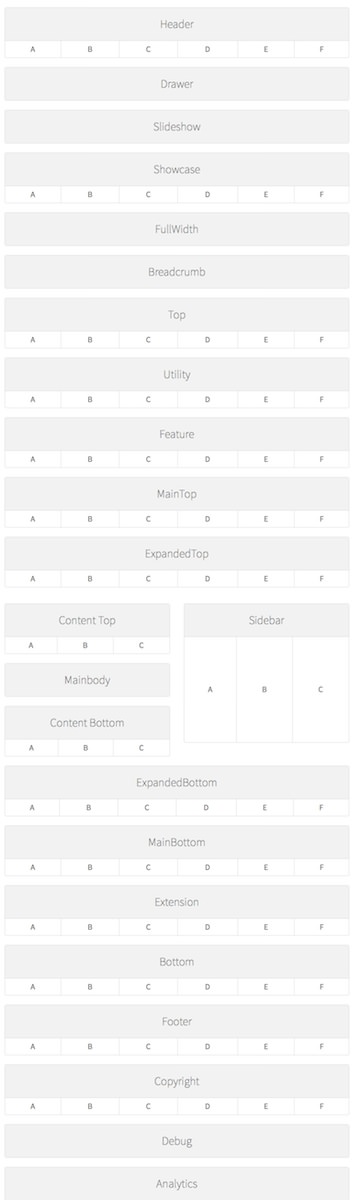 Header
A B C D E F
Drawer
Slideshow
Showcase
A B C D E F
FullWidth
Breadcrumb
Top
A B C D E F
Utility
A B C D E F
Feature
A B C D E F
MainTop
A B C D E F
ExpandedTop
A B C D E F
Content Top
A B C
Mainbody
Content Bottom
A B C
Sidebar
A B C
ExpandedBottom
A B C D E F
MainBottom
A B C D E F
Extension
A B C D E F
Bottom
A B C D E F
Footer
A B C D E F
Copyright
A B C D E F
Debug
Analytics